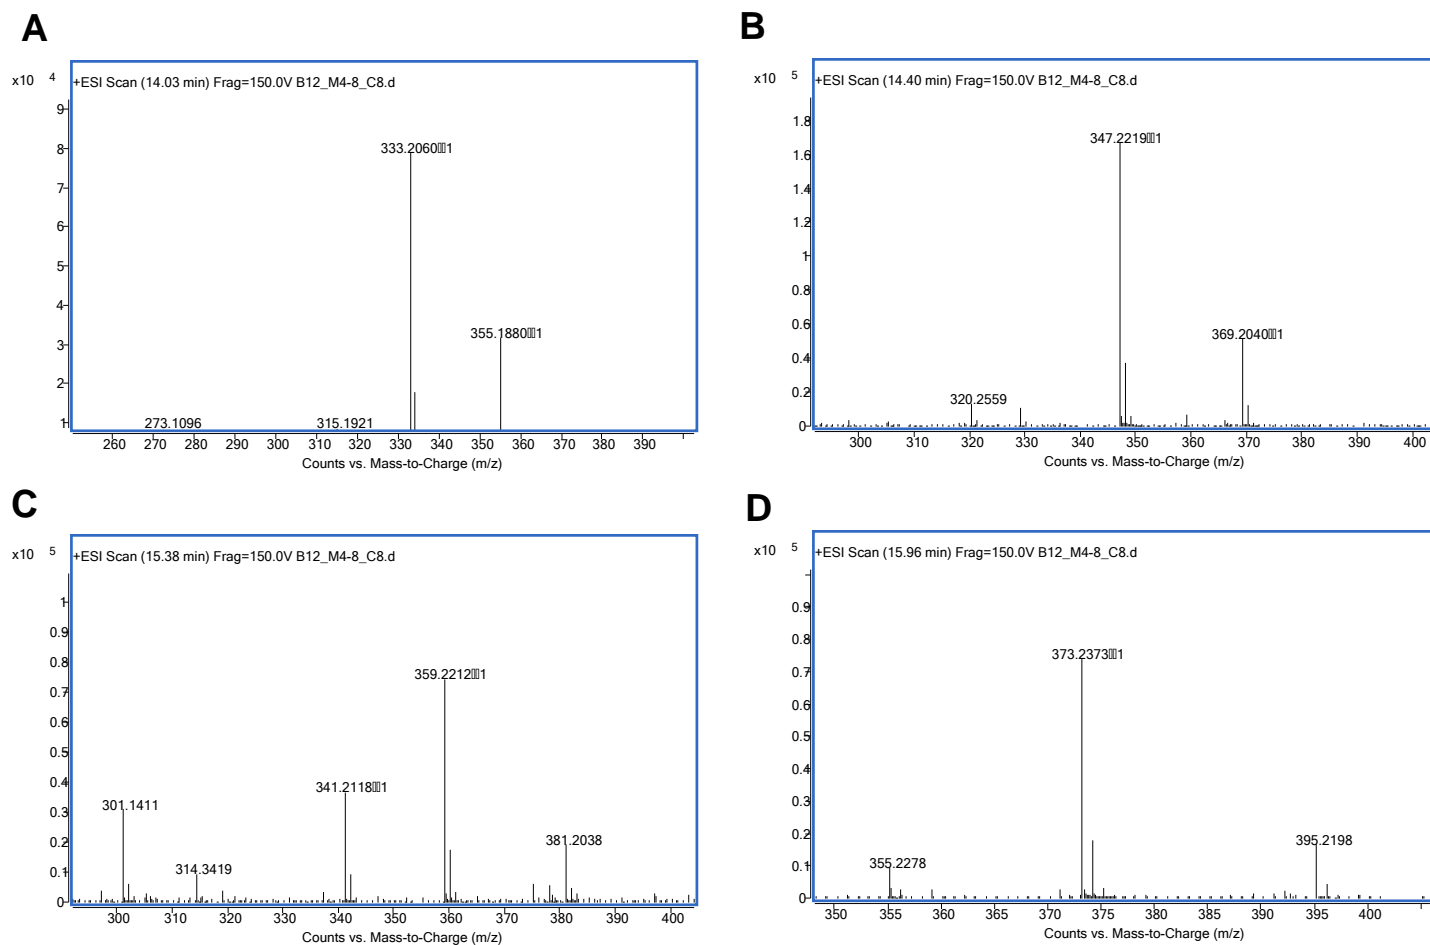 A
x10 4
+ESI Scan (14.03 min) Frag=150.0V B12_M4-8_C8.d
9
8
7
6
5
4
3
2
1
333.2060 1
355.1880 1
273.1096
315.1921
260 270 280 290 300 310 320 330 340 350 360 370 380 390
Counts vs. Mass-to-Charge (m/z)
B
x10 5
+ESI Scan (14.40 min) Frag=150.0V B12_M4-8_C8.d
1.8
1.6
1.4
1.2
1
0.8
0.6
0.4
0.2
0
347.2219 1
369.2040 1
320.2559
300 310 320 330 340 350 360 370 380 390 400
Counts vs. Mass-to-Charge (m/z)
C
x10 5
+ESI Scan (15.38 min) Frag=150.0V B12_M4-8_C8.d
1
0.9
0.8
0.7
0.6
0.5
0.4
0.3
0.2
0.1
0
359.2212 1
341.2118 1
301.1411
381.2038
314.3419
300 310 320 330 340 350 360 370 380 390 400
Counts vs. Mass-to-Charge (m/z)
D
x10 5
+ESI Scan (15.96 min) Frag=150.0V B12_M4-8_C8.d
0.9
0.8
0.7
0.6
0.5
0.4
0.3
0.2
0.1
0
373.2373 1
395.2198
355.2278
350 355 360 365 370 375 380 385 390 395 400
Counts vs. Mass-to-Charge (m/z)